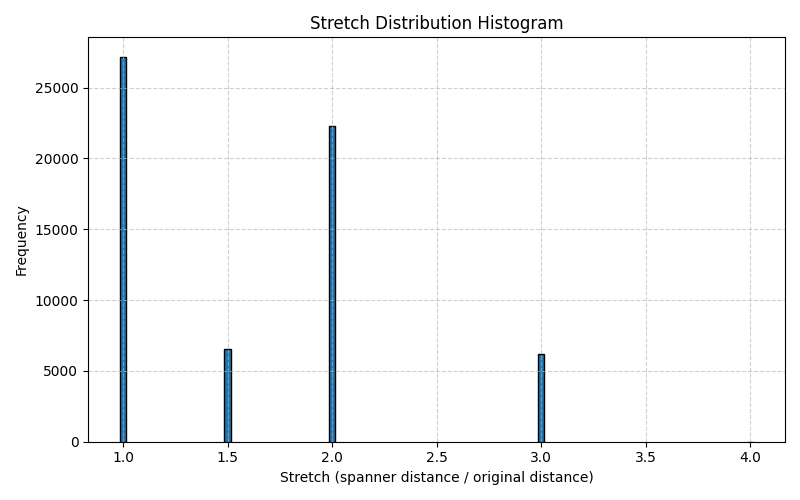 Stretch Distribution Histogram
Frequency
25000
20000
15000
10000
5000
0
1.0 1.5 2.0 2.5 3.0 3.5 4.0
Stretch (spanner distance / original distance)